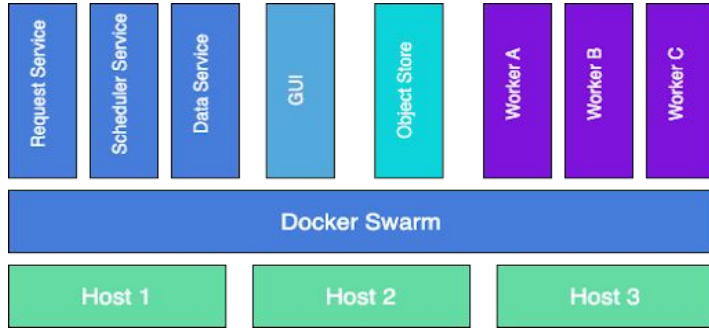 Request Service
Scheduler Service
Data Service
GUI
Object Store
Worker A
Worker B
Worker C
Docker Swarm
Host 1
Host 2
Host 3